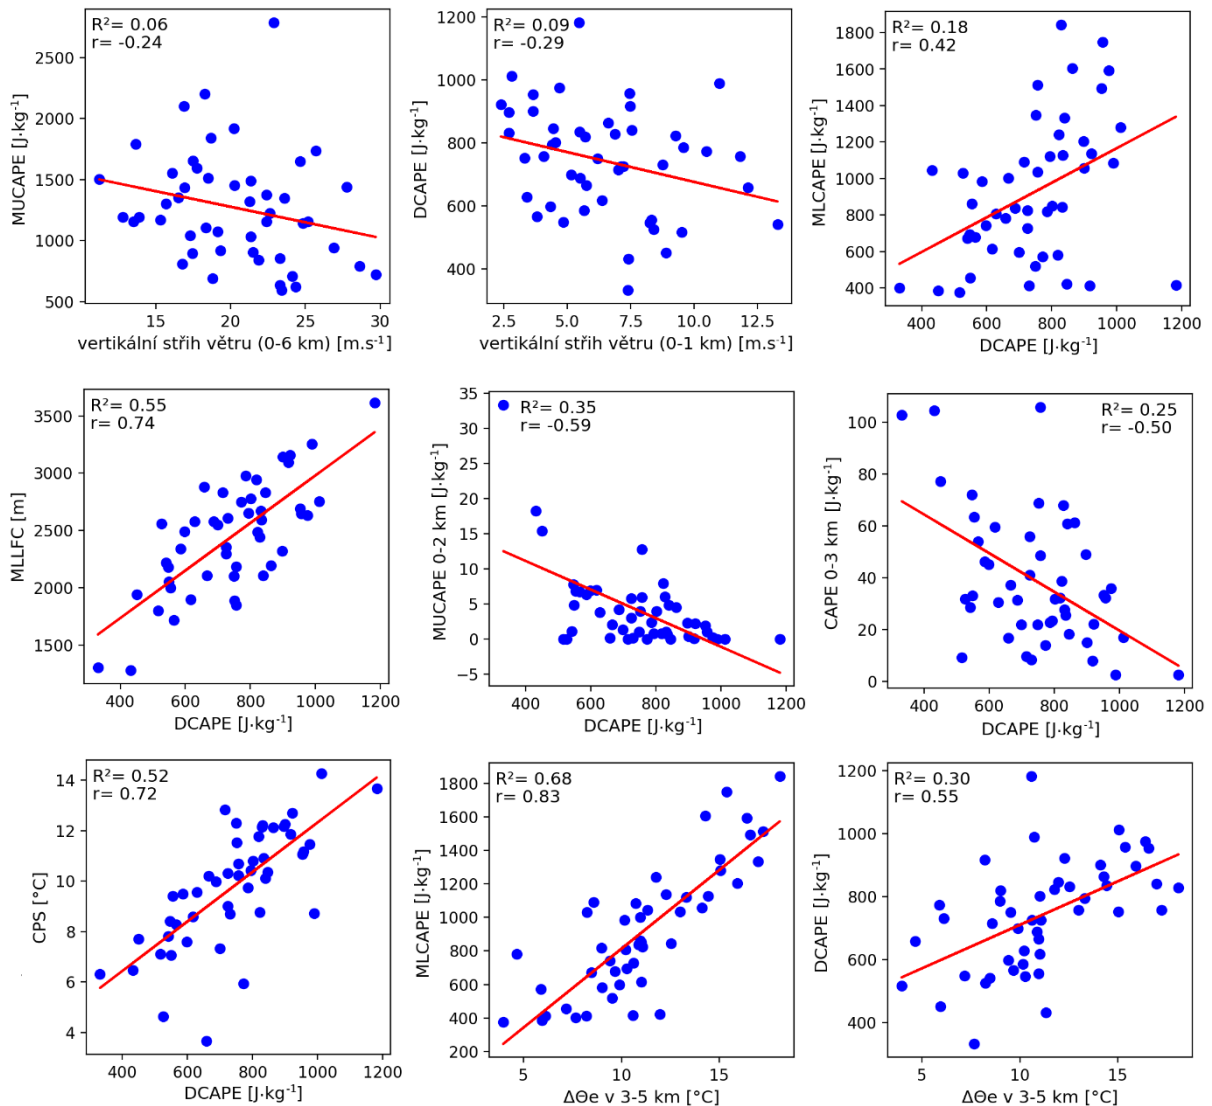 R²= 0.06
r= -0.24
MUCAPE [J·kg⁻¹]
2500
2000
1500
1000
500
15
20
25
30
vertikální střih větru (0-6 km) [m.s⁻¹]
R²= 0.09
r= -0.29
DCAPE [J·kg⁻¹]
1200
1000
800
600
400
2.5
5.0
7.5
10.0
12.5
vertikální střih větru (0-1 km) [m.s⁻¹]
R²= 0.18
r= 0.42
MLCAPE [J·kg⁻¹]
1800
1600
1400
1200
1000
800
600
400
400
600
800
1000
1200
DCAPE [J·kg⁻¹]
R²= 0.55
r= 0.74
MLLFC [m]
3500
3000
2500
2000
1500
400
600
800
1000
1200
DCAPE [J·kg⁻¹]
R²= 0.35
r= -0.59
MUCAPE 0-2 km [J·kg⁻¹]
35
30
25
20
15
10
5
0
−5
400
600
800
1000
1200
DCAPE [J·kg⁻¹]
R²= 0.25
r= -0.50
CAPE 0-3 km [J·kg⁻¹]
100
80
60
40
20
0
400
600
800
1000
1200
DCAPE [J·kg⁻¹]
R²= 0.52
r= 0.72
CPS [°C]
14
12
10
8
6
4
400
600
800
1000
1200
DCAPE [J·kg⁻¹]
R²= 0.68
r= 0.83
MLCAPE [J·kg⁻¹]
1800
1600
1400
1200
1000
800
600
400
200
5
10
15
ΔΘe v 3-5 km [°C]
R²= 0.30
r= 0.55
DCAPE [J·kg⁻¹]
1200
1000
800
600
400
5
10
15
ΔΘe v 3-5 km [°C]